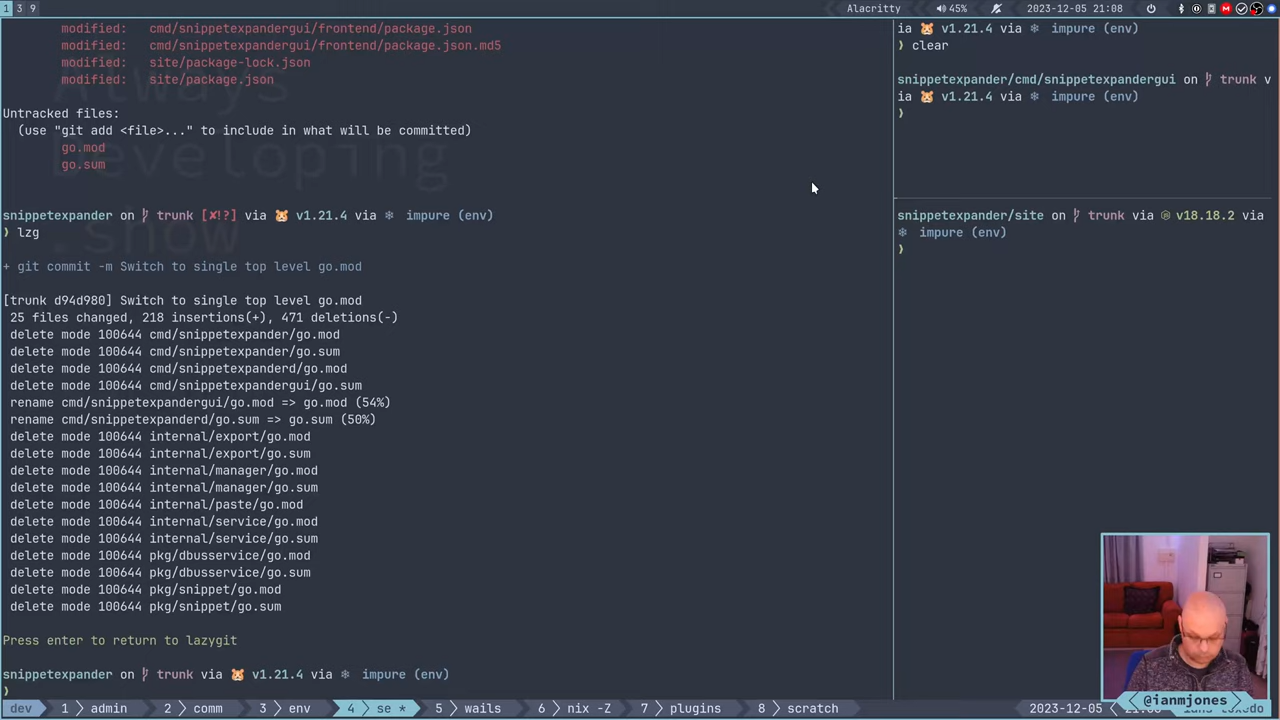 1 3 9
Alacritty
45%
2023-12-05 21:08
modified: cmd/snippetexpandergui/frontend/package.json
modified: cmd/snippetexpandergui/frontend/package.json.md5
modified: site/package-lock.json
modified: site/package.json
Always
Developing
.show
Untracked files:
(use "git add <file>..." to include in what will be committed)
go.mod
go.sum
snippetexpander on trunk [✘!?] via 🐹 v1.21.4 via ❄ impure (env)
❯ lzg
+ git commit -m Switch to single top level go.mod
[trunk d94d980] Switch to single top level go.mod
25 files changed, 218 insertions(+), 471 deletions(-)
delete mode 100644 cmd/snippetexpander/go.mod
delete mode 100644 cmd/snippetexpander/go.sum
delete mode 100644 cmd/snippetexpanderd/go.mod
delete mode 100644 cmd/snippetexpandergui/go.sum
rename cmd/snippetexpandergui/go.mod => go.mod (54%)
rename cmd/snippetexpanderd/go.sum => go.sum (50%)
delete mode 100644 internal/export/go.mod
delete mode 100644 internal/export/go.sum
delete mode 100644 internal/manager/go.mod
delete mode 100644 internal/manager/go.sum
delete mode 100644 internal/paste/go.mod
delete mode 100644 internal/service/go.mod
delete mode 100644 internal/service/go.sum
delete mode 100644 pkg/dbusservice/go.mod
delete mode 100644 pkg/dbusservice/go.sum
delete mode 100644 pkg/snippet/go.mod
delete mode 100644 pkg/snippet/go.sum
Press enter to return to lazygit
snippetexpander on trunk via 🐹 v1.21.4 via ❄ impure (env)
❯
ia 🐹 v1.21.4 via ❄ impure (env)
❯ clear
snippetexpander/cmd/snippetexpandergui on trunk v
ia 🐹 v1.21.4 via ❄ impure (env)
❯
snippetexpander/site on trunk via v18.18.2 via
❄ impure (env)
❯
@ianmjones
dev 1 admin 2 comm 3 env 4 se * 5 wails 6 nix -Z 7 plugins 8 scratch 2023-12-05